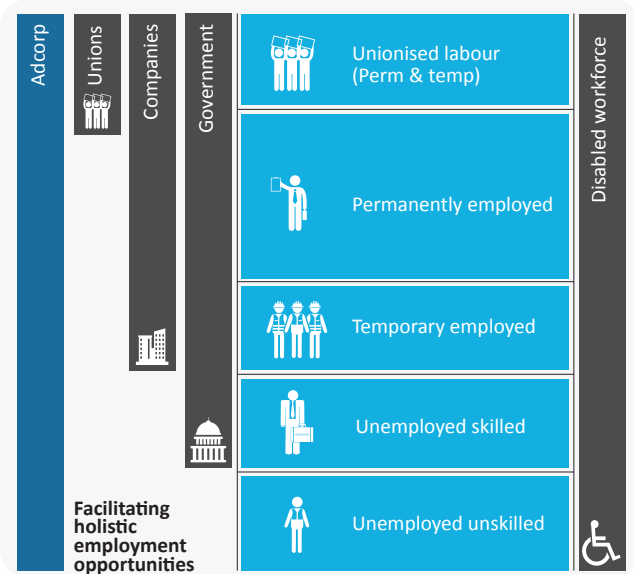 Adcorp
Unions
Companies
Government
Unionised labour
(Perm & temp)
Permanently employed
Temporary employed
Unemployed skilled
Unemployed unskilled
Disabled workforce
Facilitating
holistic
employment
opportunities